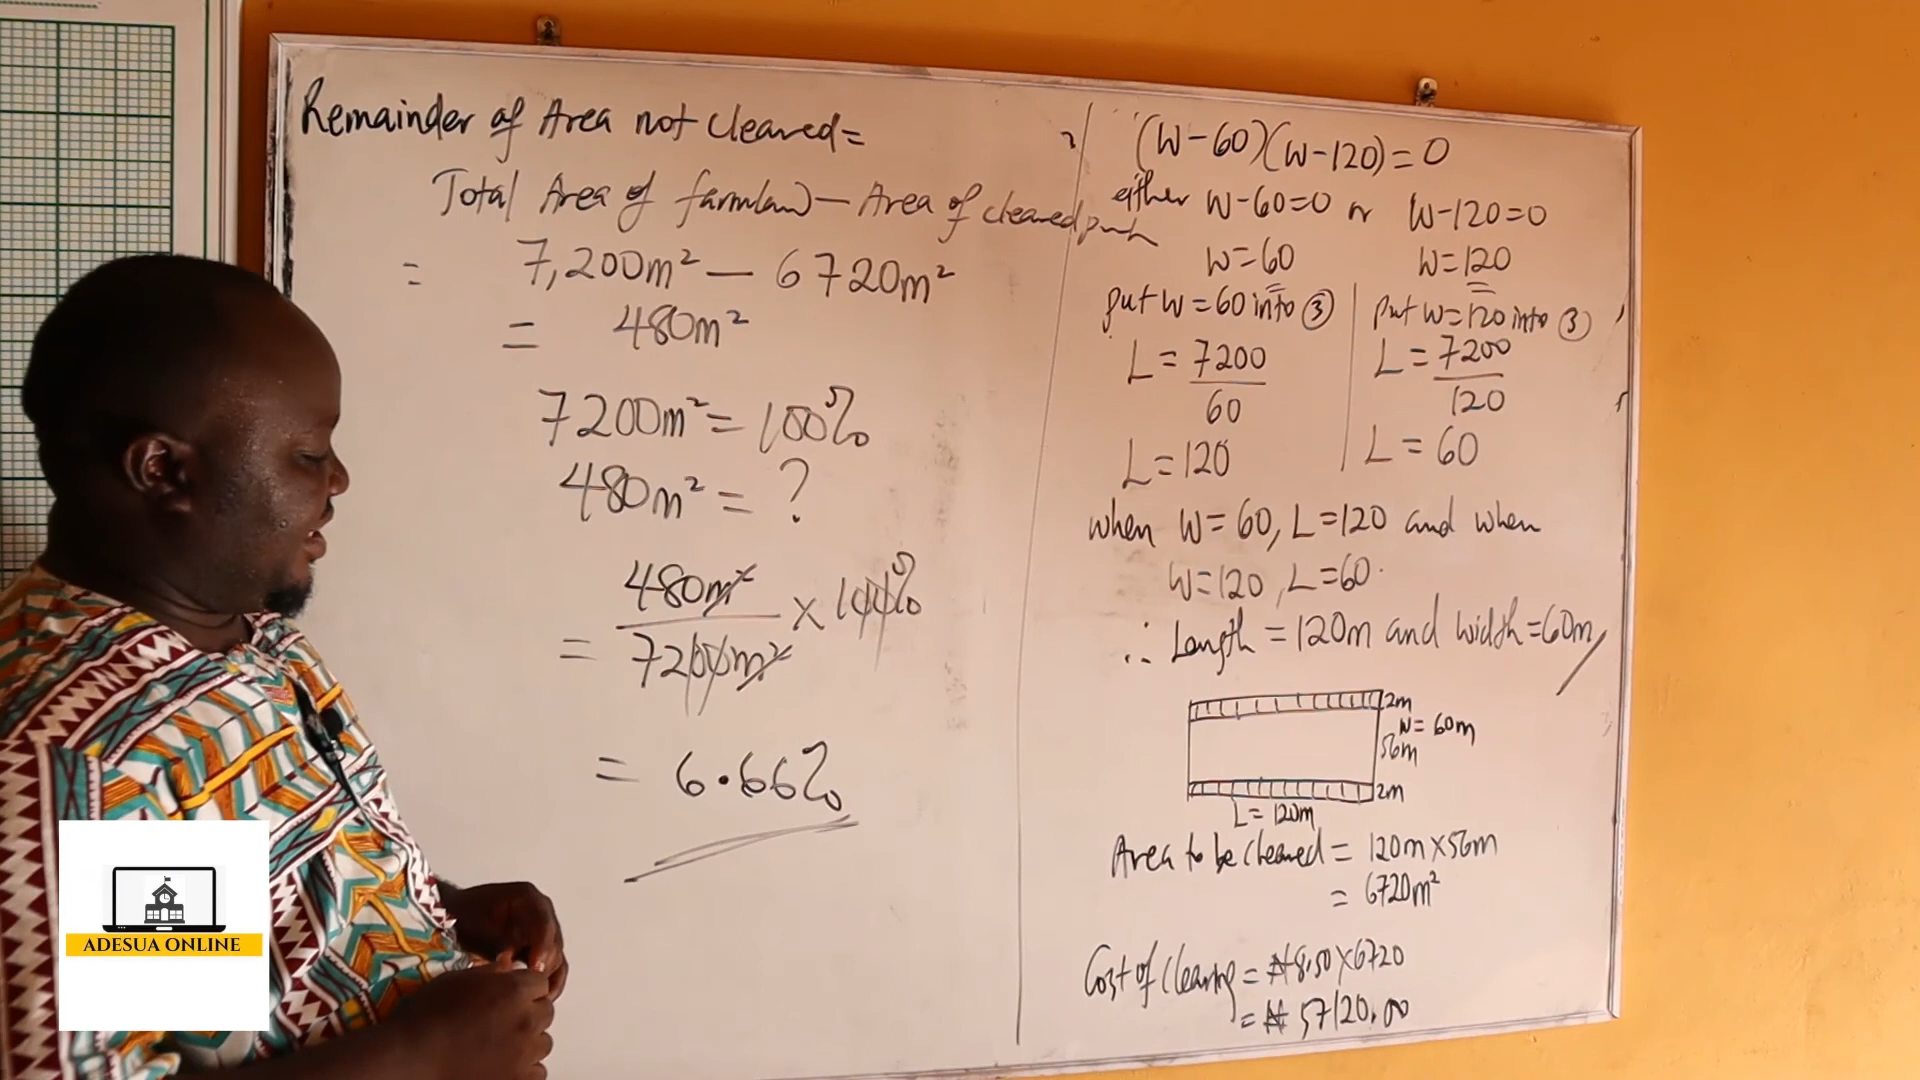 Remainder of Area not cleared=
Total Area of farmland — Area of cleared
= 7,200m² — 6720m²
= 480m²
7200m² = 100%
480m² = ?
= 480m²/7200m² × 100%
= 6.66%
(W-60)(W-120)=0
either W-60=0 or W-120=0
W=60 W=120
put W=60 into ③ put W=120 into ③
L = 7200/60 L = 7200/120
L=120 L = 60
when W=60, L=120 and when
W=120, L=60.
∴ Length = 120m and width=60m
2m
W= 60m
56m
2m
L = 120m
Area to be cleared = 120m×56m
= 6720m²
Cost of clearing = ₦8.50×6720
= ₦57120.00
ADESUA ONLINE